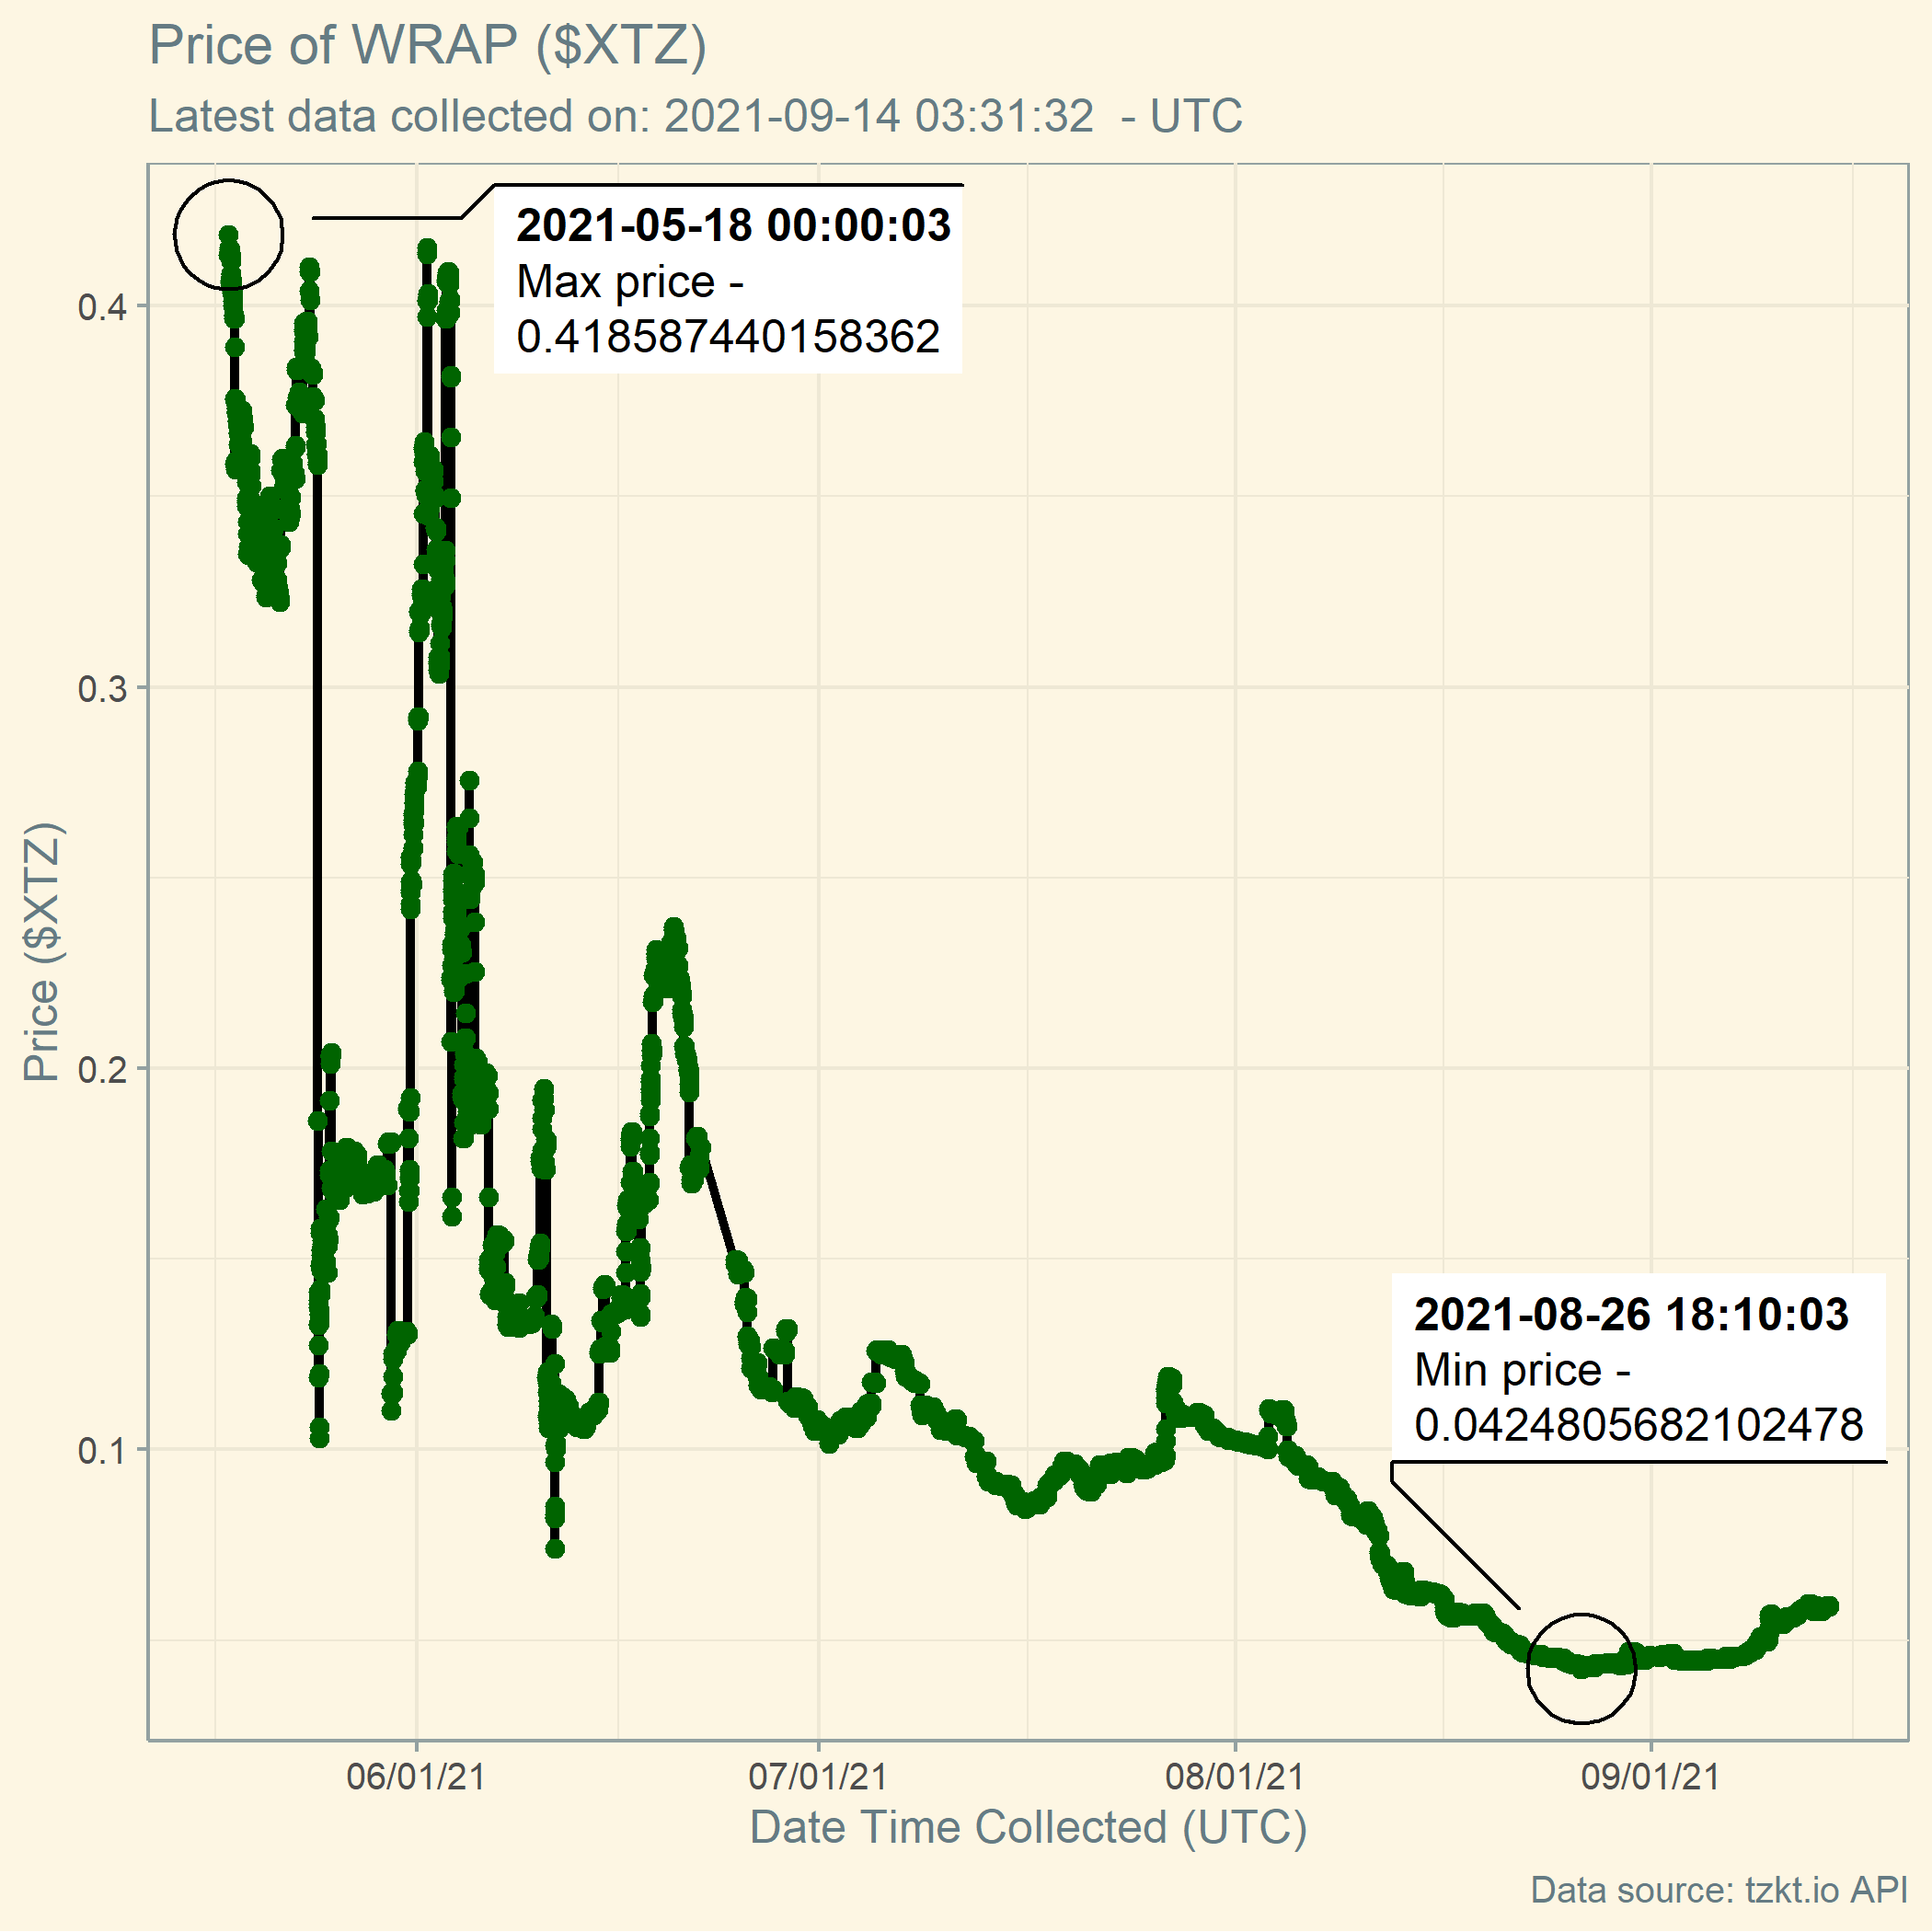 Price of WRAP ($XTZ)
Latest data collected on: 2021-09-14 03:31:32  - UTC
2021-05-18 00:00:03
Max price -
0.418587440158362
0.4
0.3
0.2
0.1
Price ($XTZ)
2021-08-26 18:10:03
Min price -
0.0424805682102478
06/01/21
07/01/21
08/01/21
09/01/21
Date Time Collected (UTC)
Data source: tzkt.io API